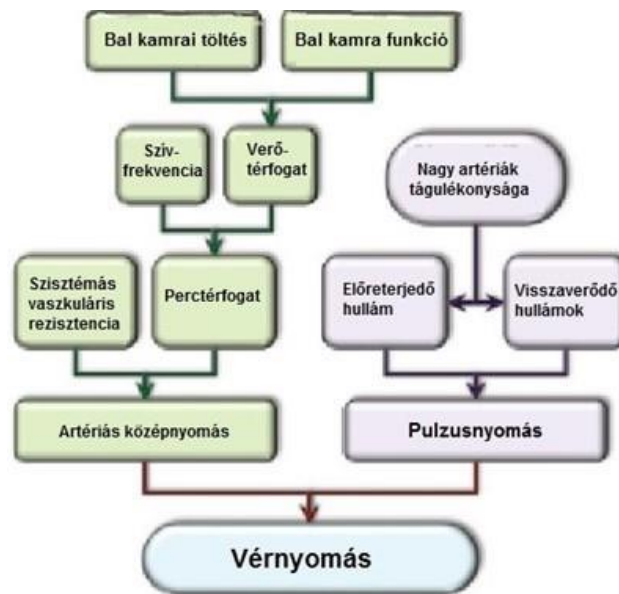 Bal kamrai töltés
Bal kamra funkció
Szív-
frekvencia
Verő-
térfogat
Nagy artériák
tágulékonysága
Szisztémás
vaszkuláris
rezisztencia
Perctérfogat
Előreterjedő
hullám
Visszaverődő
hullámok
Artériás középnyomás
Pulzusnyomás
Vérnyomás